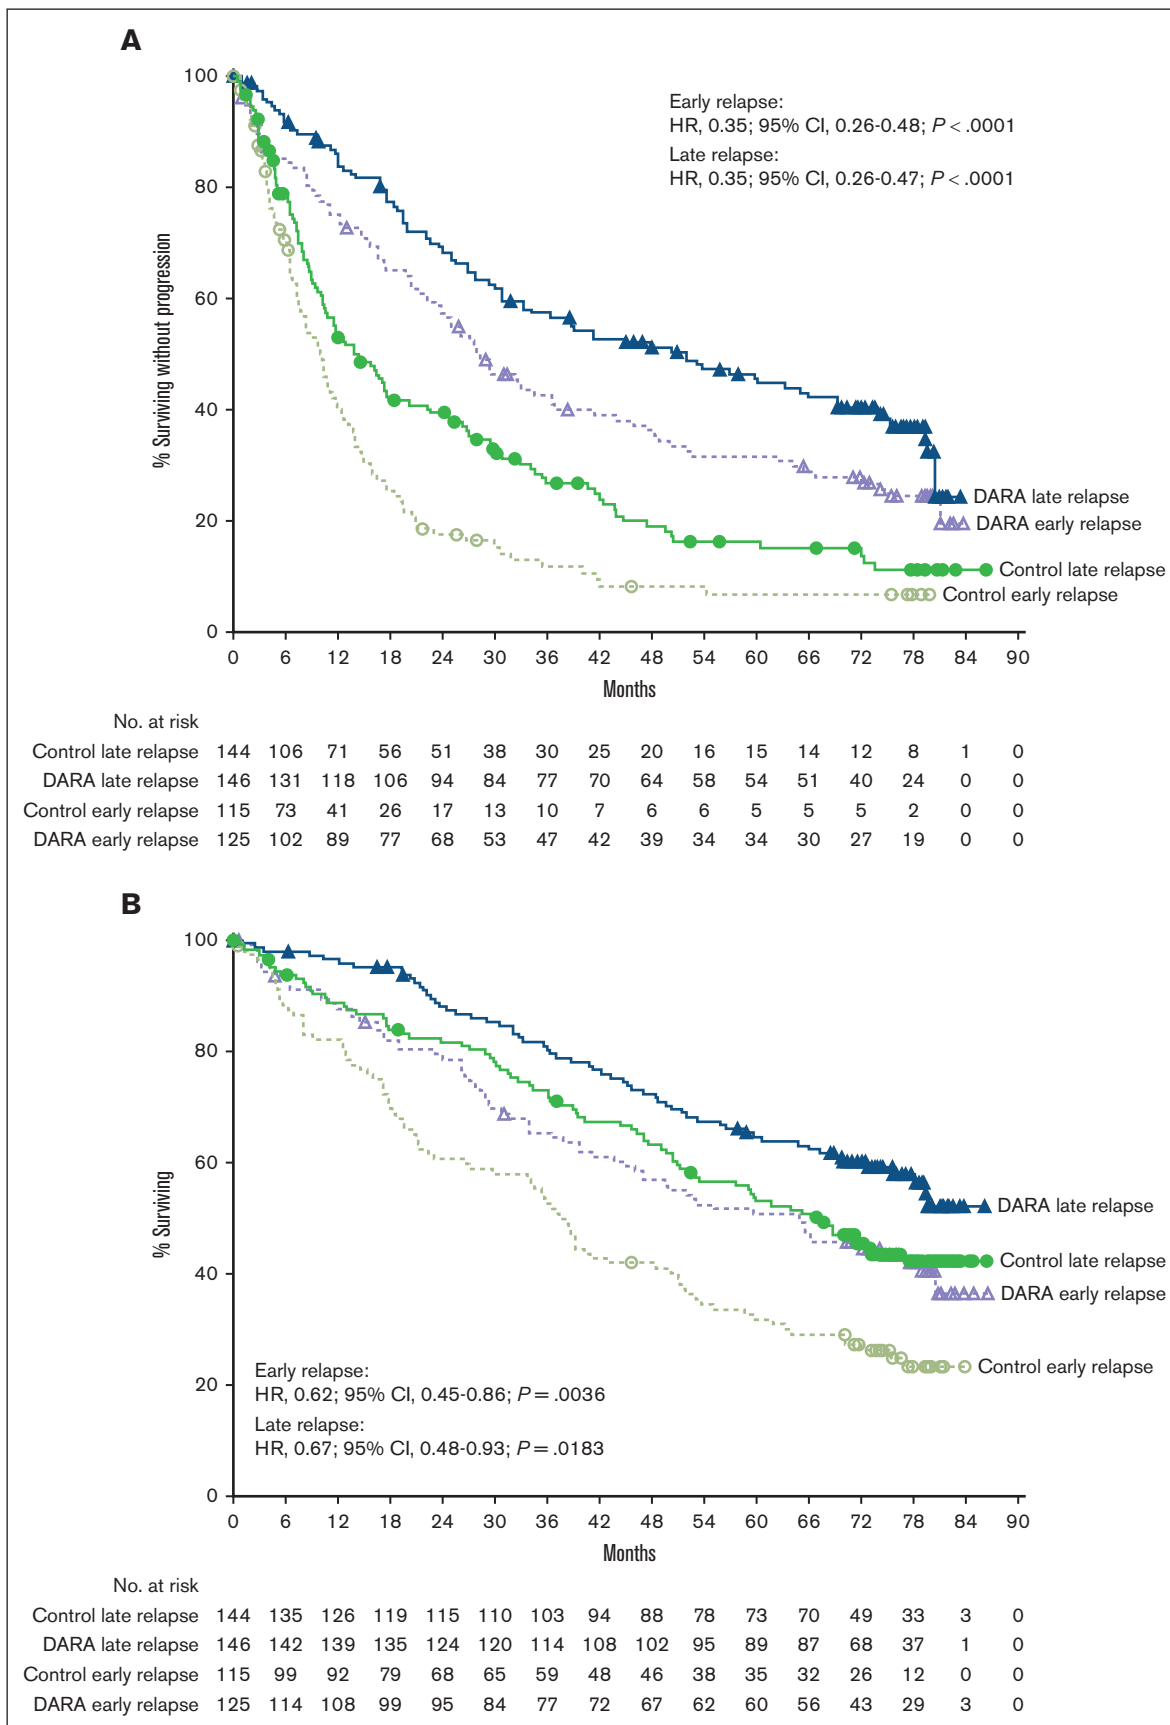 A
100
80
60
40
20
0
% Surviving without progression
Early relapse:
HR, 0.35; 95% CI, 0.26-0.48; P < .0001
Late relapse:
HR, 0.35; 95% CI, 0.26-0.47; P < .0001
DARA late relapse
DARA early relapse
Control late relapse
Control early relapse
0 6 12 18 24 30 36 42 48 54 60 66 72 78 84 90
Months
No. at risk
Control late relapse 144 106 71 56 51 38 30 25 20 16 15 14 12 8 1 0
DARA late relapse 146 131 118 106 94 84 77 70 64 58 54 51 40 24 0 0
Control early relapse 115 73 41 26 17 13 10 7 6 6 5 5 5 2 0 0
DARA early relapse 125 102 89 77 68 53 47 42 39 34 34 30 27 19 0 0
B
100
80
60
40
20
0
% Surviving
DARA late relapse
Control late relapse
DARA early relapse
Control early relapse
Early relapse:
HR, 0.62; 95% CI, 0.45-0.86; P = .0036
Late relapse:
HR, 0.67; 95% CI, 0.48-0.93; P = .0183
0 6 12 18 24 30 36 42 48 54 60 66 72 78 84 90
Months
No. at risk
Control late relapse 144 135 126 119 115 110 103 94 88 78 73 70 49 33 3 0
DARA late relapse 146 142 139 135 124 120 114 108 102 95 89 87 68 37 1 0
Control early relapse 115 99 92 79 68 65 59 48 46 38 35 32 26 12 0 0
DARA early relapse 125 114 108 99 95 84 77 72 67 62 60 56 43 29 3 0